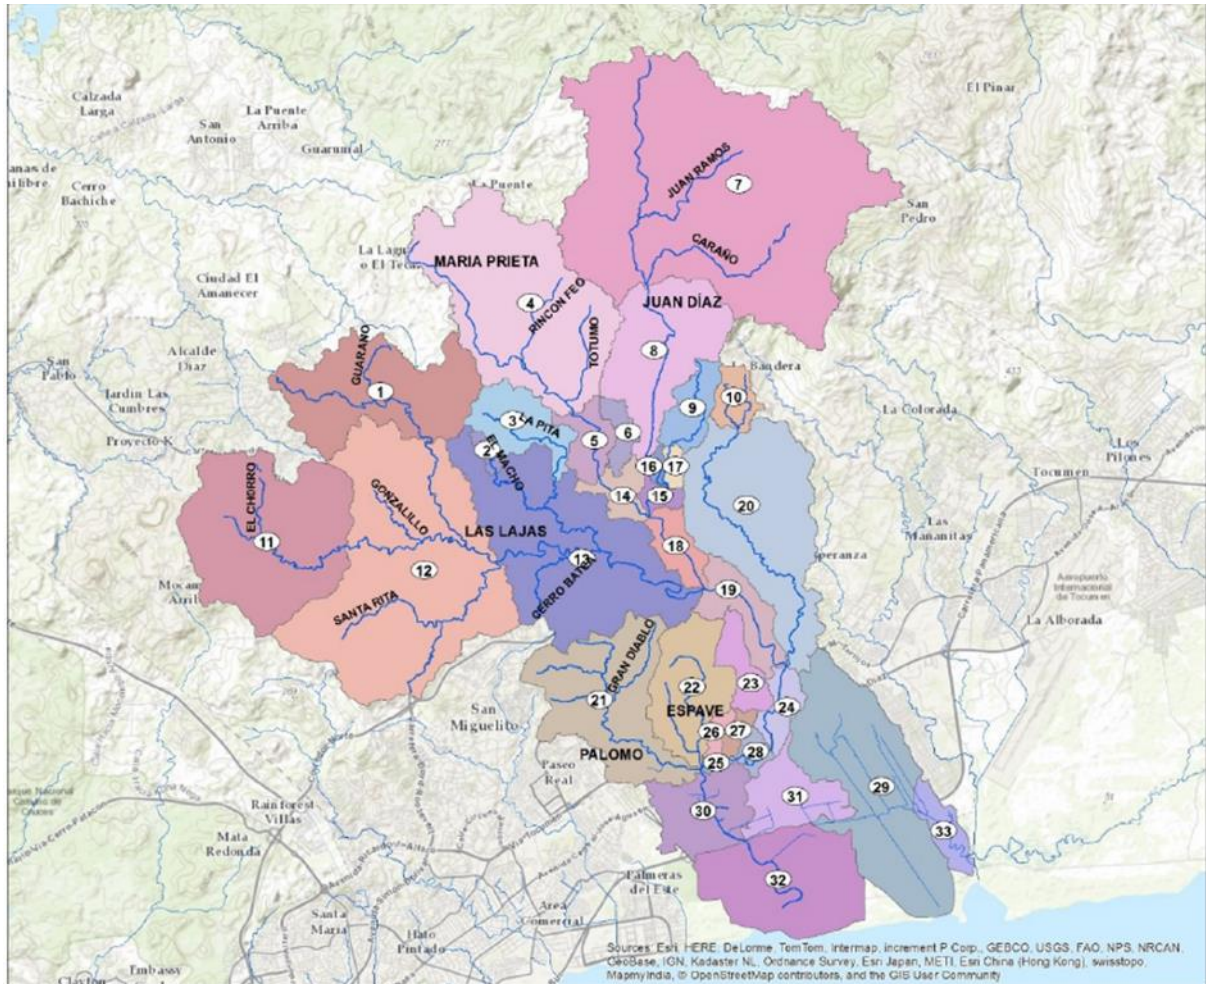 El Pinar
Calzada
Larga
La Puente
Arriba
San
Antonio
Guarumal
Cerro
Bachiche
La Puente
JUAN RAMOS
7
San
Pedro
CARAÑO
MARIA PRIETA
Ciudad El
Amanecer
4
RINCON FEO
JUAN DÍAZ
TOTUMO
8
San
Pablo
Alcalde
Diaz
GUARAÑO
1
Bandera
Jardin Las
Cumbres
9
10
La Colorada
Proyecto-K
3
LA PITA
2
EL MACHO
5
6
Los
Pilones
16
17
Tocumen
EL CHORRO
GONZALILLO
14
15
20
11
LAS LAJAS
18
Las
Mañanitas
12
13
CERRO BATEA
SANTA RITA
19
Aeropuerto
Internacional
de Tocumen
La Alborada
GRAN DIABLO
21
22
23
San
Miguelito
ESPAVE
24
26
27
PALOMO
25
28
Paseo
Real
29
Rainforest
Villas
30
31
33
Mata
Redonda
32
Palmeras
del Este
Santa
Maria
Area
Comercial
Hato
Pintado
Embassy
Clayton
Sources: Esri, HERE, DeLorme, TomTom, Intermap, increment P Corp., GEBCO, USGS, FAO, NPS, NRCAN,
GeoBase, IGN, Kadaster NL, Ordnance Survey, Esri Japan, METI, Esri China (Hong Kong), swisstopo,
MapmyIndia, © OpenStreetMap contributors, and the GIS User Community